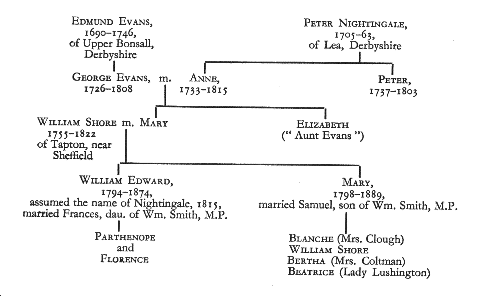 EDMUND EVANS,
1690–1746,
of Upper Bonsall,
Derbyshire
PETER NIGHTINGALE,
1705–63,
of Lea, Derbyshire
GEORGE EVANS, m. ANNE,
1726–1808
1733–1815
PETER,
1737–1803
WILLIAM SHORE m. MARY
1755–1822
of Tapton, near
Sheffield
ELIZABETH
(“ Aunt Evans ”)
WILLIAM EDWARD,
1794–1874,
assumed the name of Nightingale, 1815,
married Frances, dau. of Wm. Smith, M.P.
MARY,
1798–1889,
married Samuel, son of Wm. Smith, M.P.
PARTHENOPE
and
FLORENCE
BLANCHE (Mrs. Clough)
WILLIAM SHORE
BERTHA (Mrs. Coltman)
BEATRICE (Lady Lushington)